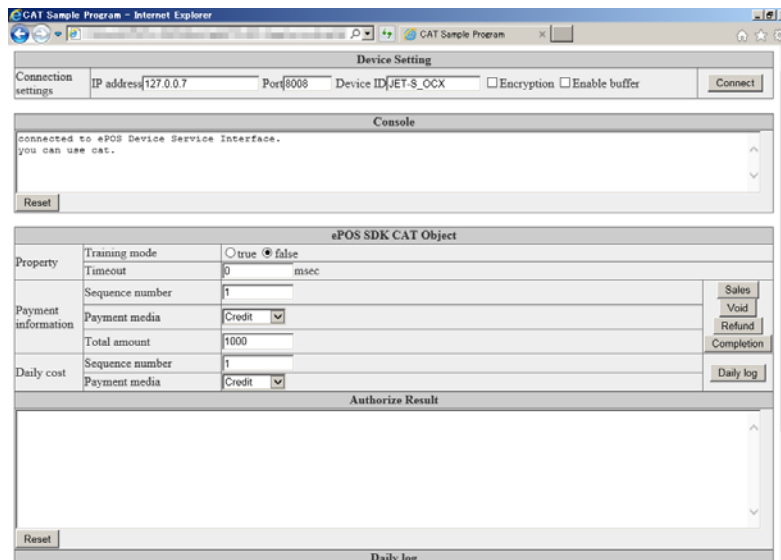 CAT Sample Program - Internet Explorer
CAT Sample Program
Device Setting
Connection settings
IP address 127.0.0.7 Port 8008 Device ID JET-S_OCX Encryption Enable buffer Connect
Console
connected to ePOS Device Service Interface.
you can use cat.
Reset
ePOS SDK CAT Object
Property
Training mode true false
Timeout 0 msec
Payment information
Sequence number 1
Payment media Credit
Total amount 1000
Sales
Void
Refund
Completion
Daily cost
Sequence number 1
Payment media Credit
Daily log
Authorize Result
Reset
Daily log